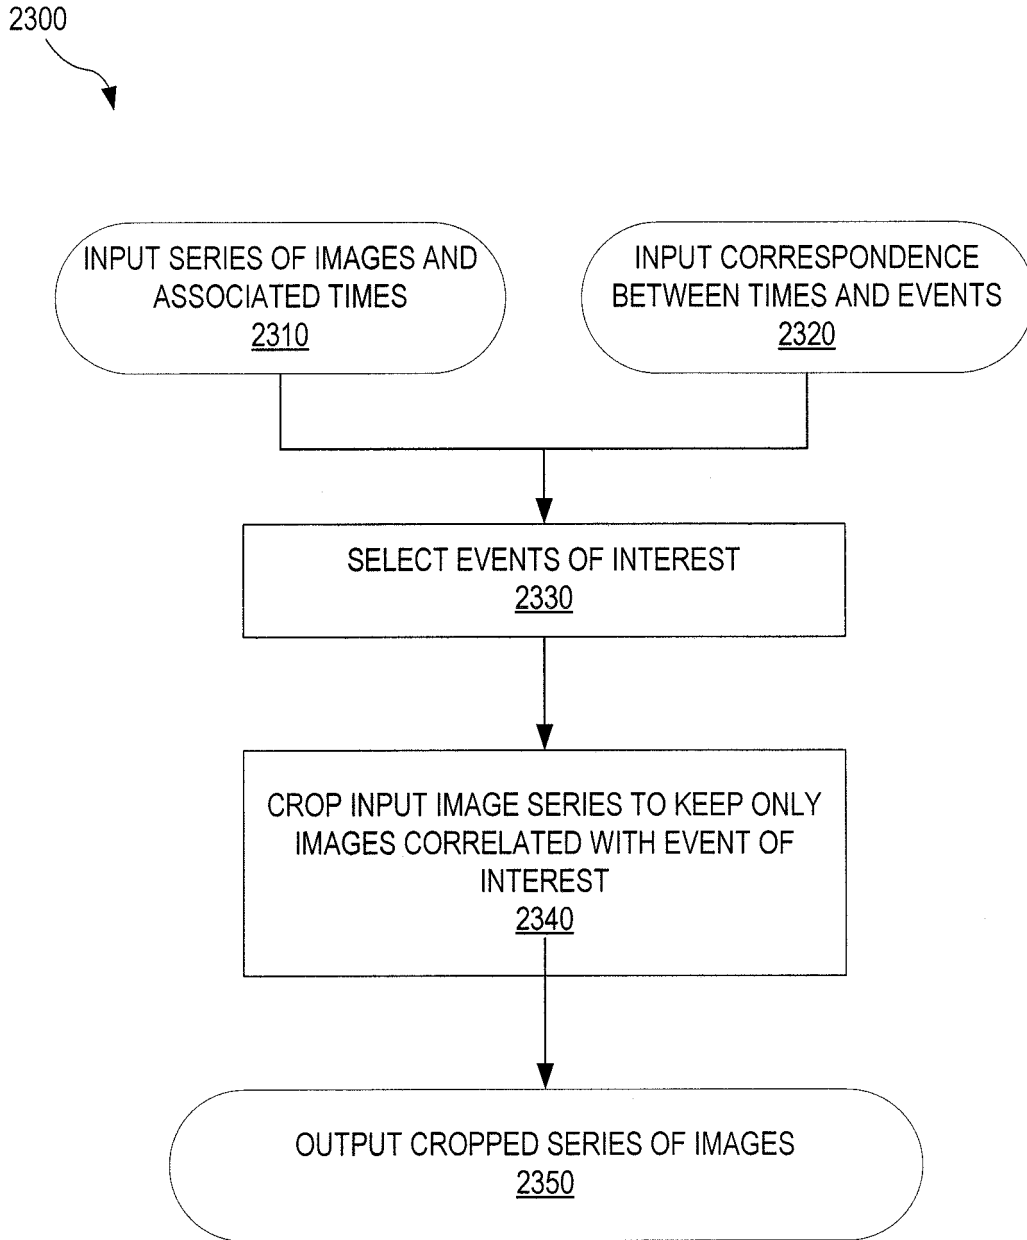 2300
INPUT SERIES OF IMAGES AND
ASSOCIATED TIMES
2310
INPUT CORRESPONDENCE
BETWEEN TIMES AND EVENTS
2320
SELECT EVENTS OF INTEREST
2330
CROP INPUT IMAGE SERIES TO KEEP ONLY
IMAGES CORRELATED WITH EVENT OF
INTEREST
2340
OUTPUT CROPPED SERIES OF IMAGES
2350